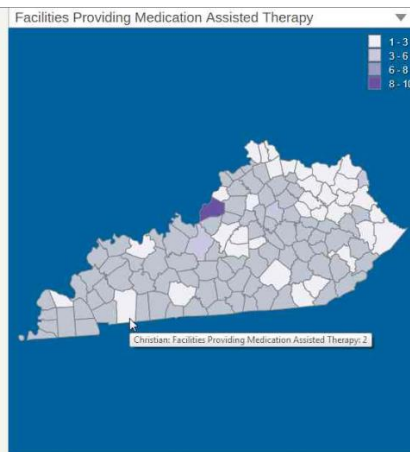 Facilities Providing Medication Assisted Therapy
1 - 3
3 - 6
6 - 8
8 - 10
Christian: Facilities Providing Medication Assisted Therapy: 2